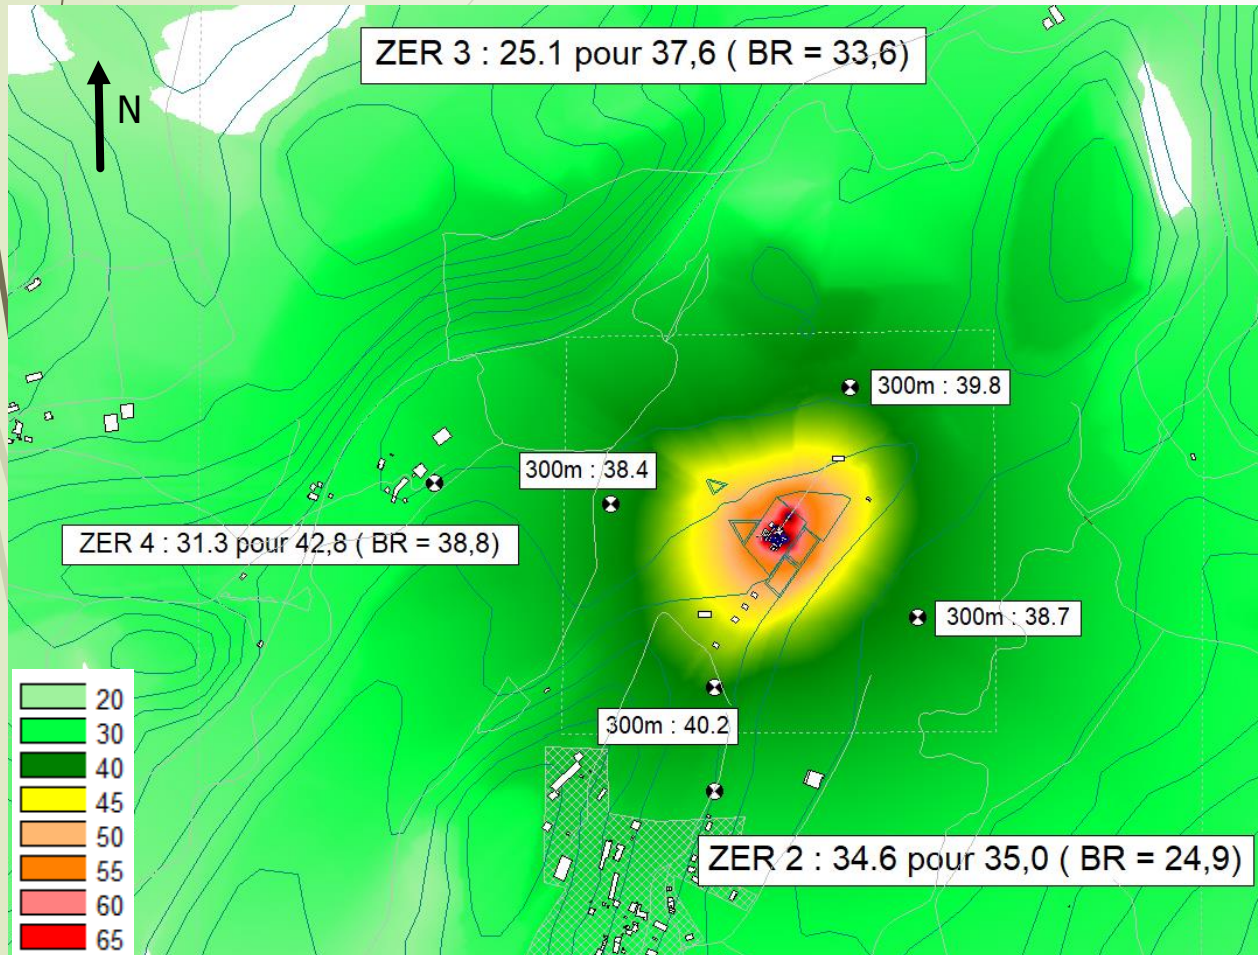 ZER 3 : 25.1 pour 37,6 ( BR = 33,6)
N
300m : 39.8
300m : 38.4
ZER 4 : 31.3 pour 42,8 ( BR = 38,8)
300m : 38.7
300m : 40.2
ZER 2 : 34.6 pour 35,0 ( BR = 24,9)
20
30
40
45
50
55
60
65